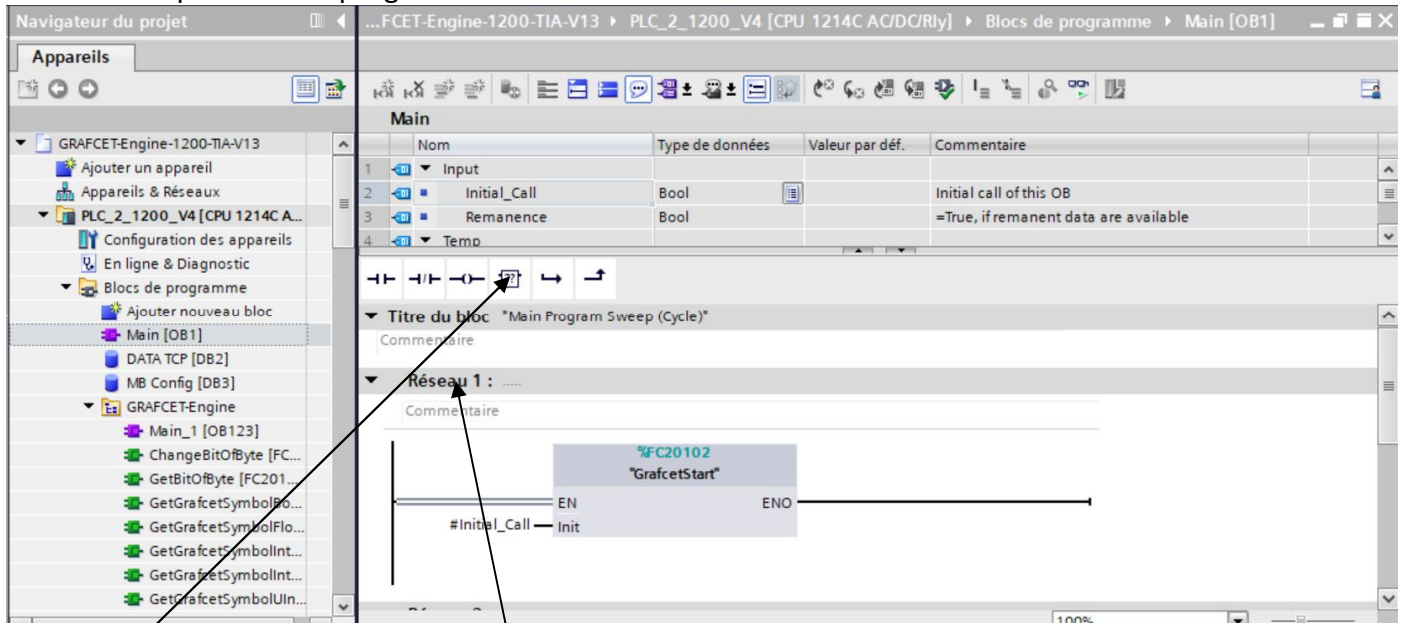 Navigateur du projet
Appareils
GRAFCET-Engine-1200-TIA-V13
Ajouter un appareil
Appareils & Réseaux
PLC_2_1200_V4 [CPU 1214C A...
Configuration des appareils
En ligne & Diagnostic
Blocs de programme
Ajouter nouveau bloc
Main [OB1]
DATA TCP [DB2]
MB Config [DB3]
GRAFCET-Engine
Main_1 [OB123]
ChangeBitOfByte [FC...
GetBitOfByte [FC201...
GetGrafcetSymbolBo...
GetGrafcetSymbolFlo...
GetGrafcetSymbolInt...
GetGrafcetSymbolInt...
GetGrafcetSymbolUIn...
...FCET-Engine-1200-TIA-V13 ▸ PLC_2_1200_V4 [CPU 1214C AC/DC/Rly] ▸ Blocs de programme ▸ Main [OB1]
Main
Nom Type de données Valeur par déf. Commentaire
1 Input
2 Initial_Call Bool Initial call of this OB
3 Remanence Bool =True, if remanent data are available
4 Temp
??
Titre du bloc "Main Program Sweep (Cycle)"
Commentaire
Réseau 1 : .....
Commentaire
%FC20102
"GrafcetStart"
EN ENO
#Initial_Call Init
100%